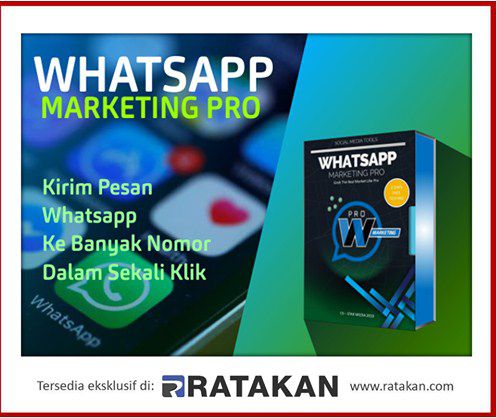 WHATSAPP
MARKETING PRO
Kirim Pesan
Whatsapp
Ke Banyak Nomor
Dalam Sekali Klik
WhatsApp
SOCIAL MEDIA TOOLS
WHATSAPP
MARKETING PRO
PRO
W
MARKETING
Tersedia eksklusif di: RATAKAN www.ratakan.com